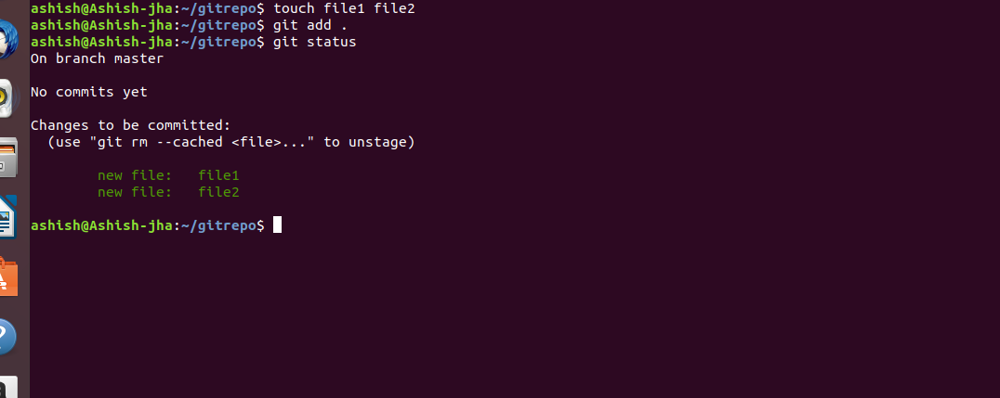 ashish@Ashish-jha:~/gitrepo$ touch file1 file2
ashish@Ashish-jha:~/gitrepo$ git add .
ashish@Ashish-jha:~/gitrepo$ git status
On branch master
No commits yet
Changes to be committed:
  (use "git rm --cached <file>..." to unstage)
        new file:   file1
        new file:   file2
ashish@Ashish-jha:~/gitrepo$